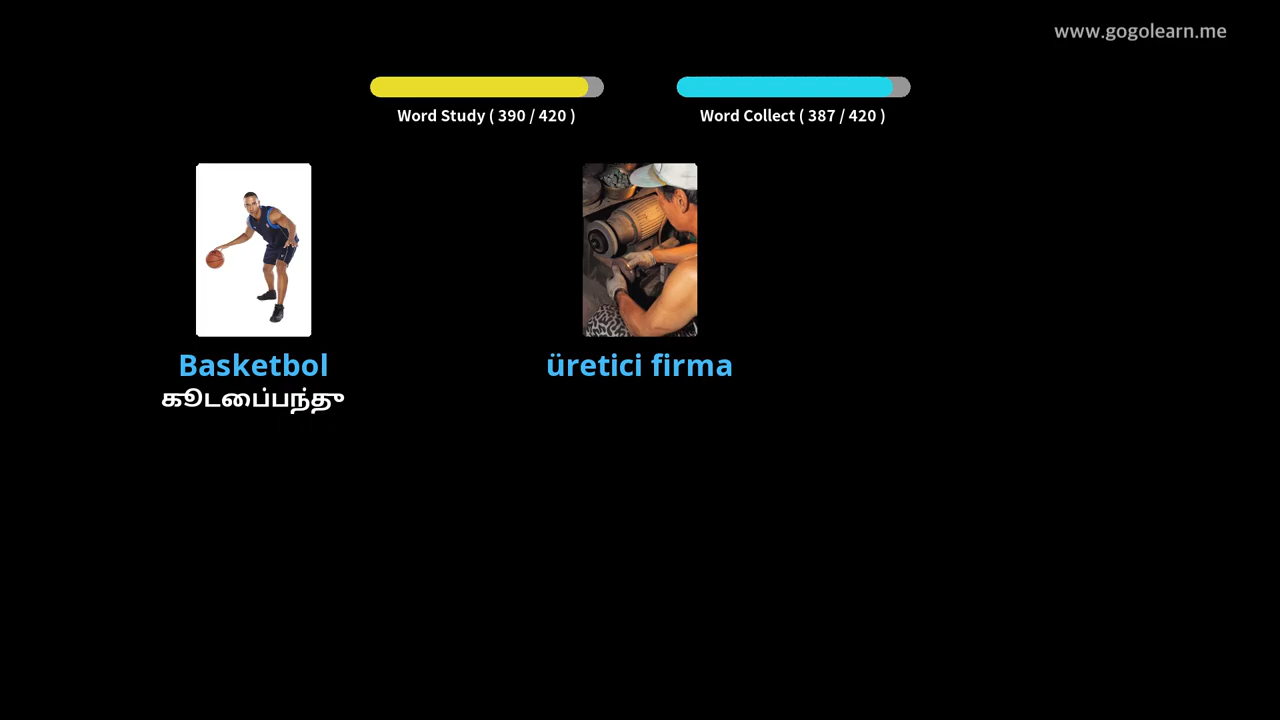 www.gogolearn.me
Word Study ( 390 / 420 )
Word Collect ( 387 / 420 )
Basketbol
üretici firma
கூடைப்பந்து